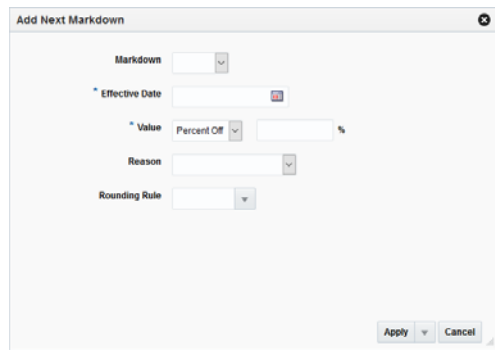 Add Next Markdown
Markdown
* Effective Date
* Value Percent Off %
Reason
Rounding Rule
Apply Cancel